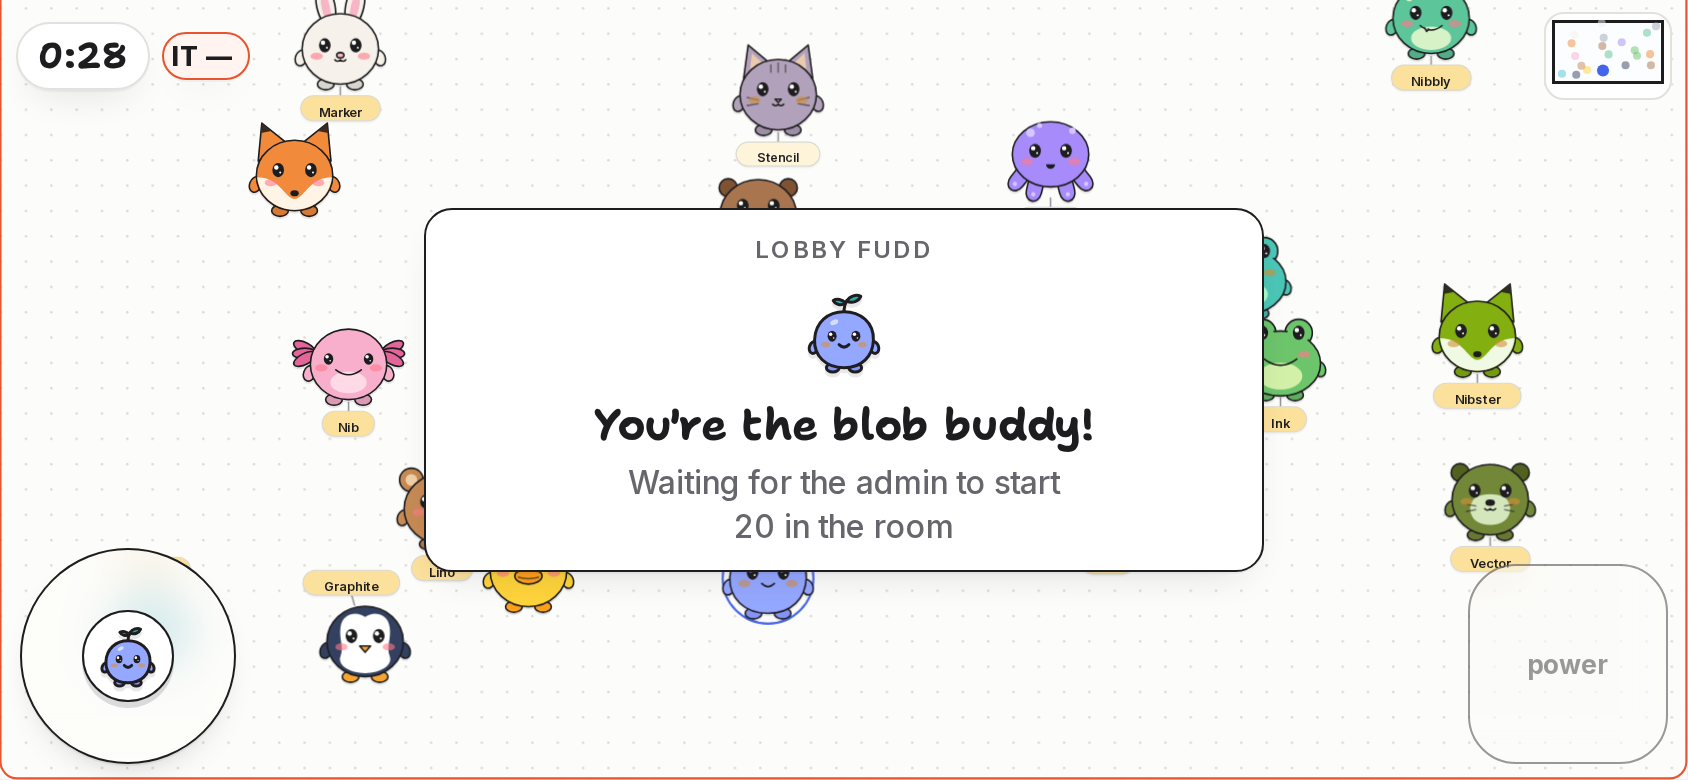 0:28
IT —
Marker
Stencil
Nibbly
LOBBY FUDD
You're the blob buddy!
Waiting for the admin to start
20 in the room
Nib
Ink
Nibster
Lino
Graphite
Vector
power